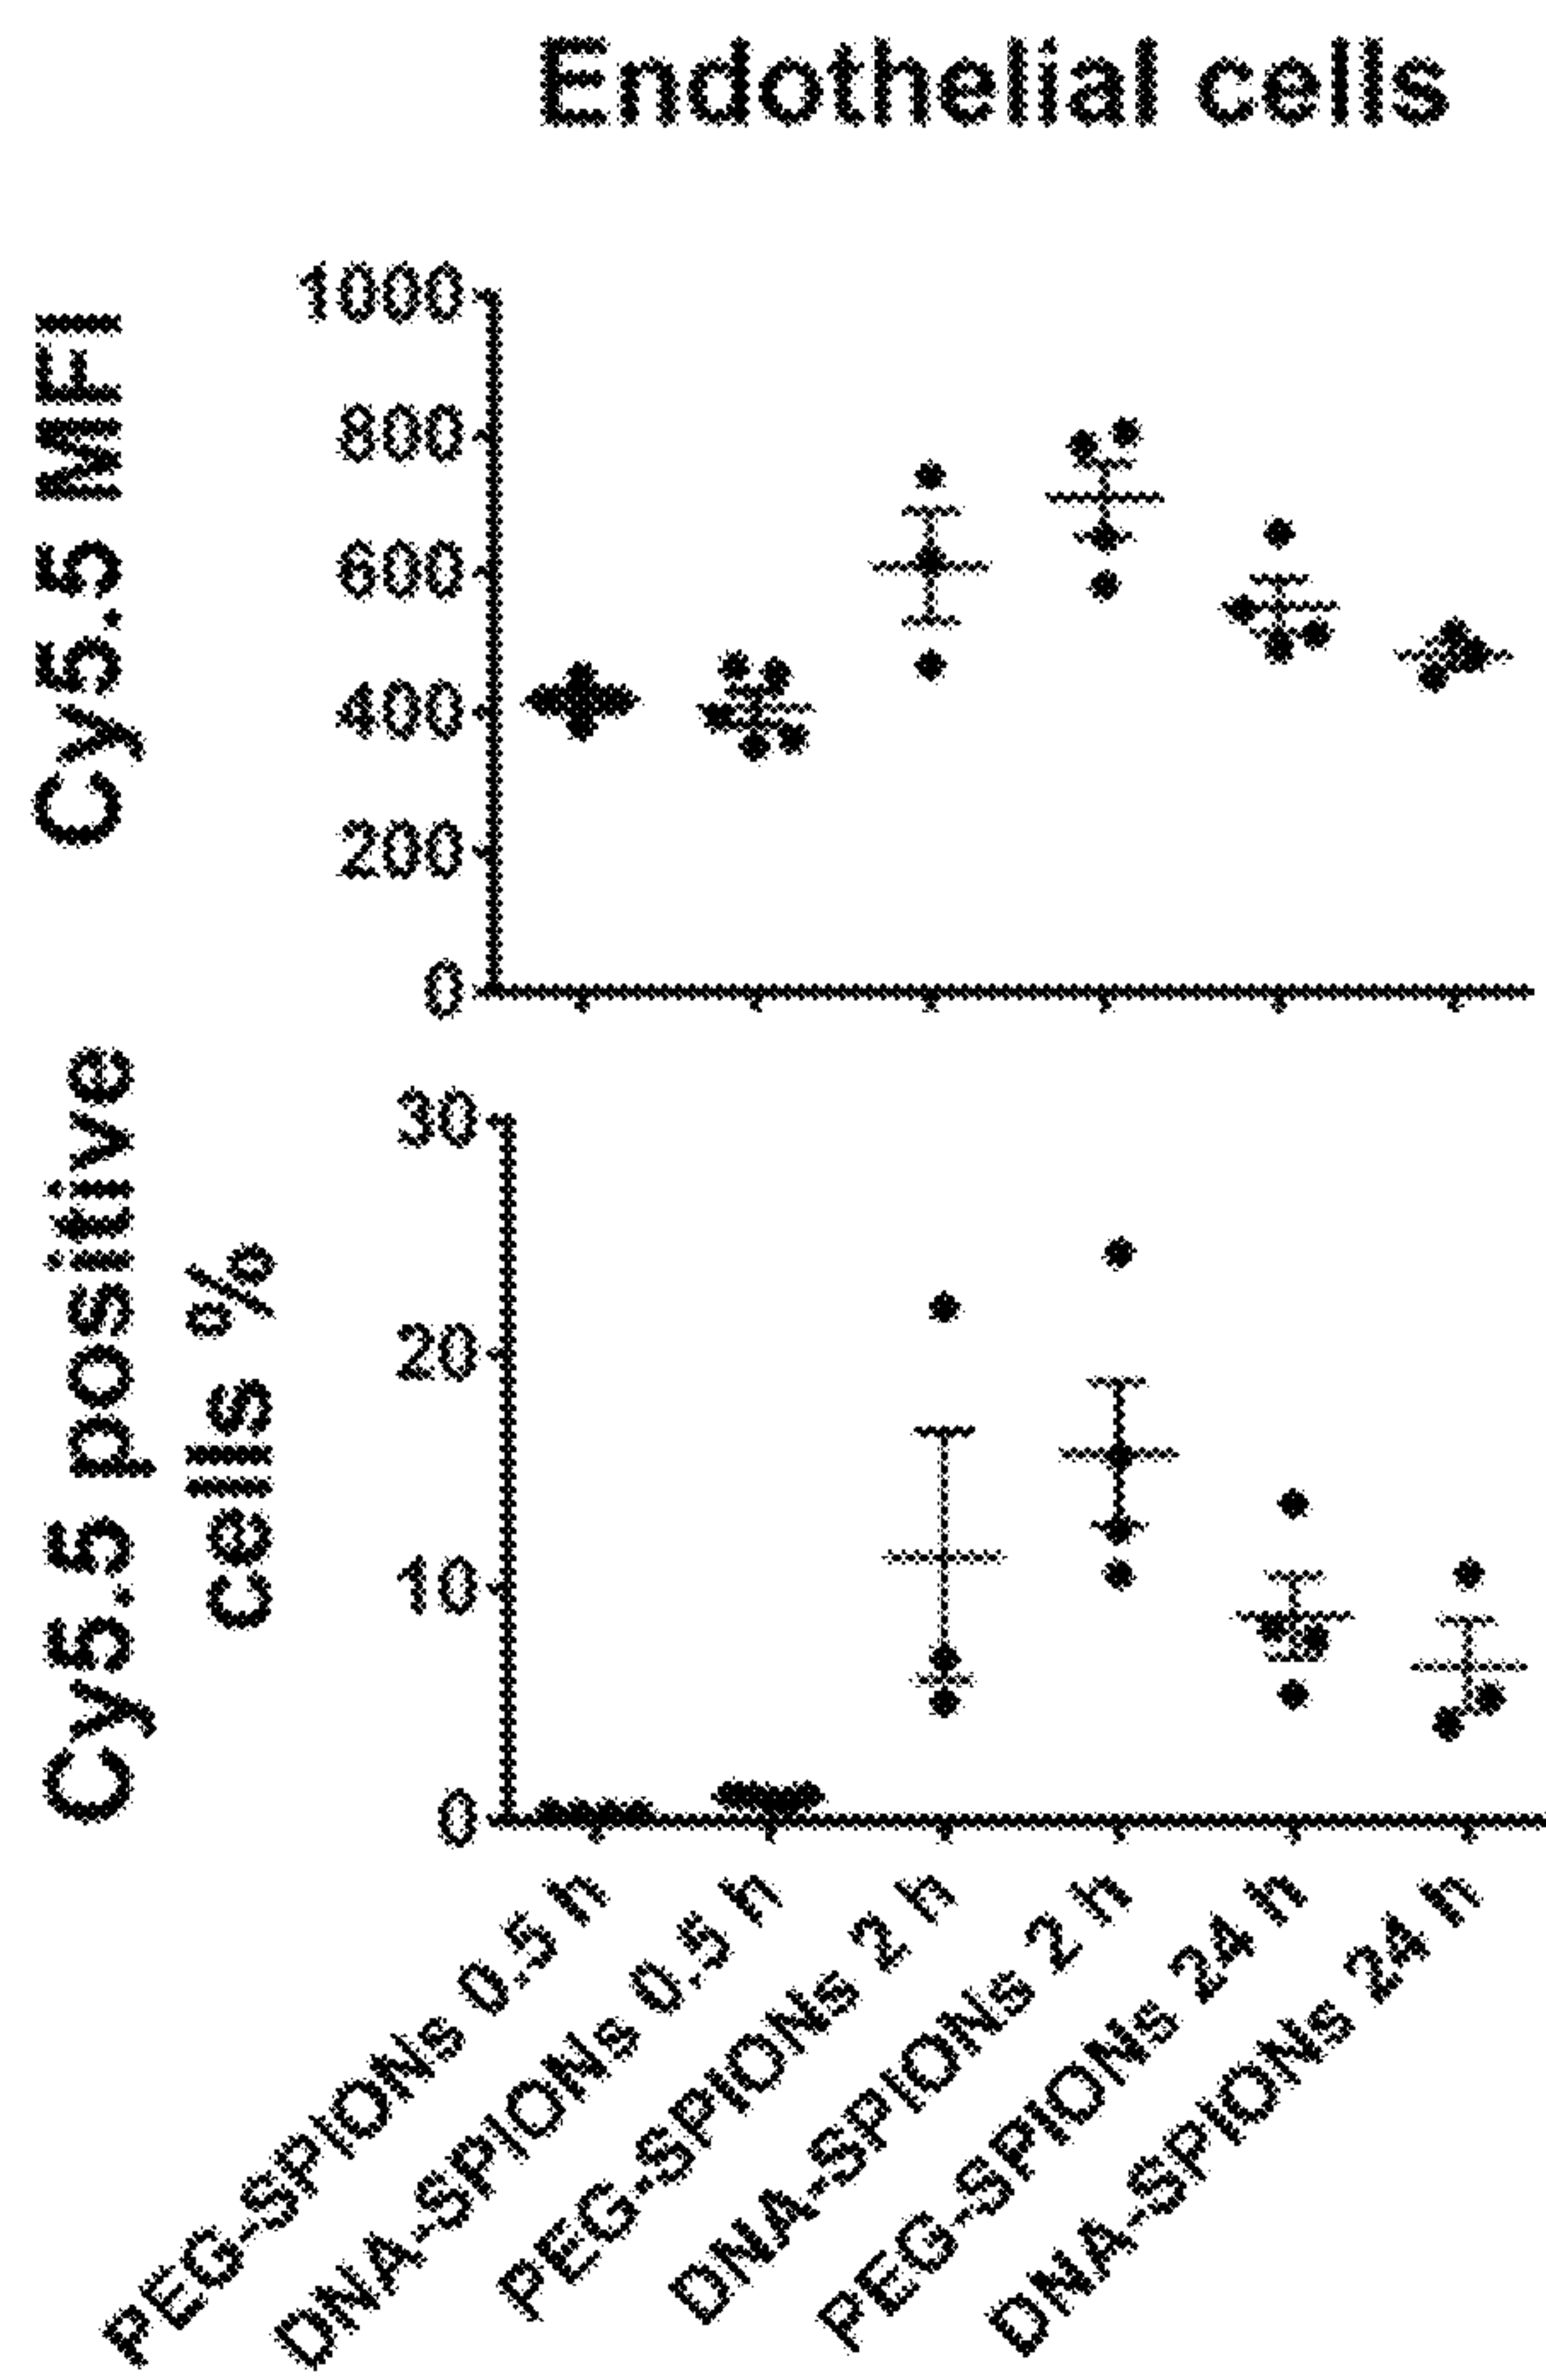 Endothelial cells
Cy5.5 MFI
1000
800
600
400
200
0
Cy5.5 positive
cells %
30
20
10
0
PEG-SPIONs 0.5 h
DNA-SPIONs 0.5 h
PEG-SPIONs 2 h
DNA-SPIONs 2 h
PEG-SPIONs 24 h
DNA-SPIONs 24 h